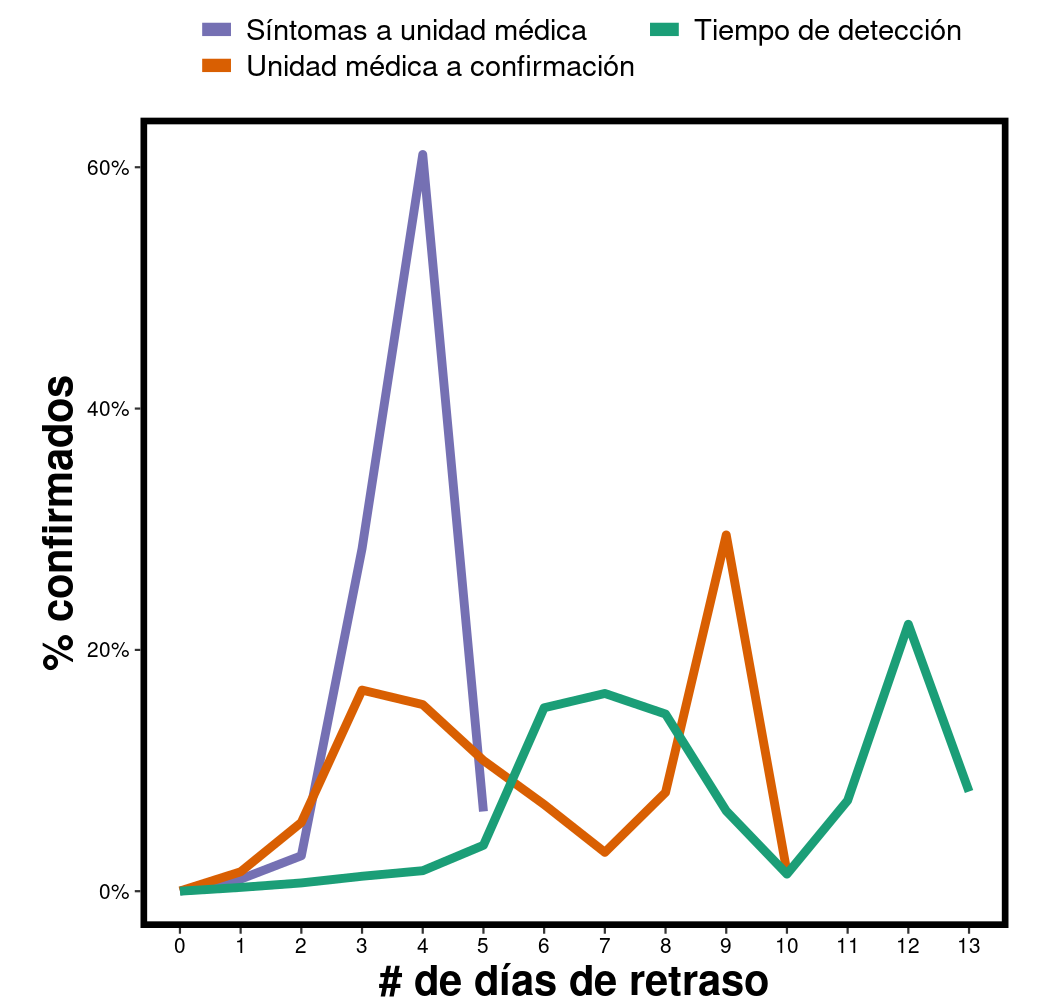 Síntomas a unidad médica
Tiempo de detección
Unidad médica a confirmación
60%
40%
20%
0%
% confirmados
0 1 2 3 4 5 6 7 8 9 10 11 12 13
# de días de retraso